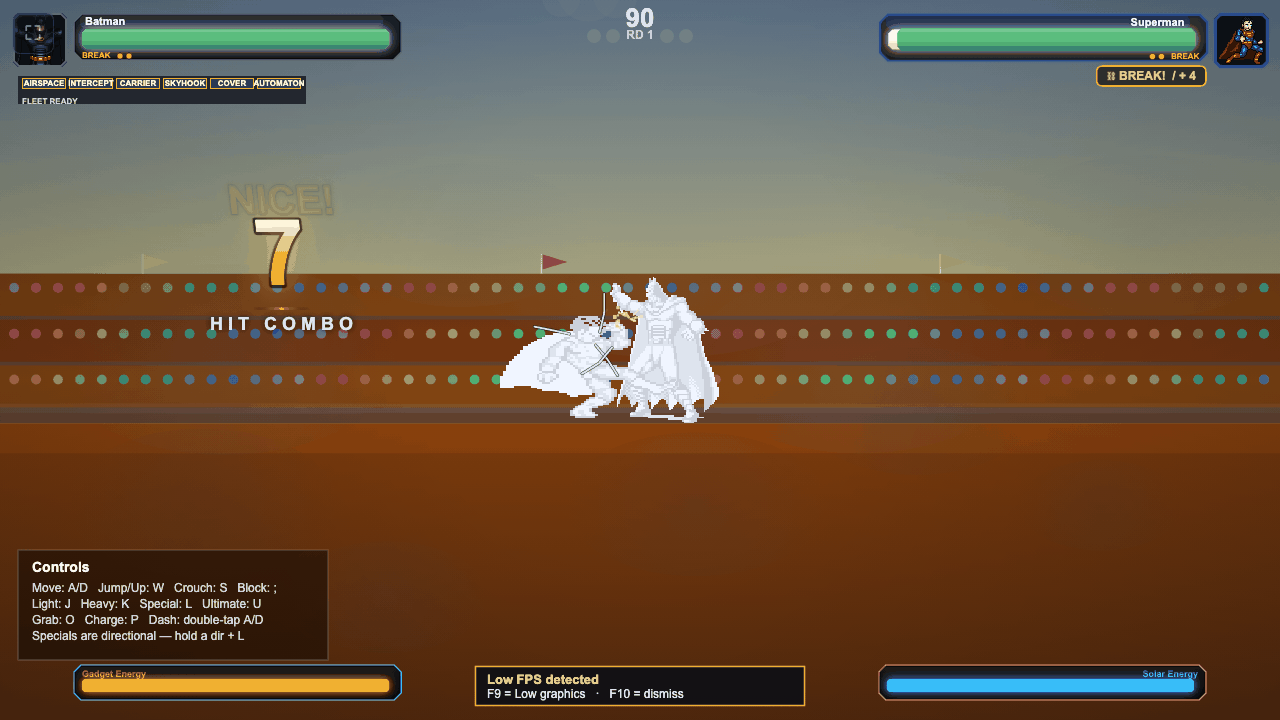 Batman
90
RD 1
Superman
BREAK
BREAK
BREAK! / + 4
AIRSPACE INTERCEPT CARRIER SKYHOOK COVER AUTOMATON
FLEET READY
NICE!
7
HIT COMBO
Controls
Move: A/D Jump/Up: W Crouch: S Block: ;
Light: J Heavy: K Special: L Ultimate: U
Grab: O Charge: P Dash: double-tap A/D
Specials are directional — hold a dir + L
Gadget Energy
Low FPS detected
F9 = Low graphics · F10 = dismiss
Solar Energy